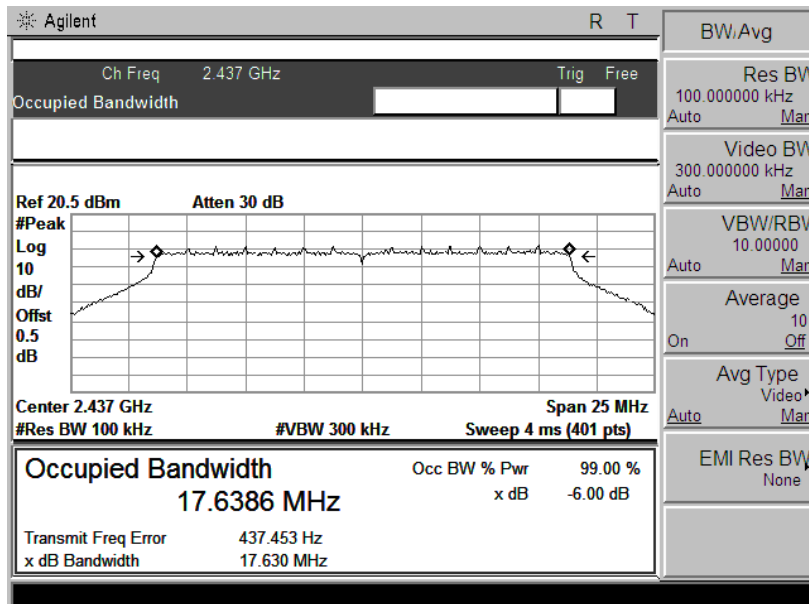 Agilent R T
Ch Freq 2.437 GHz Trig Free
Occupied Bandwidth
Ref 20.5 dBm Atten 30 dB
#Peak
Log
10
dB/
Offst
0.5
dB
Center 2.437 GHz Span 25 MHz
#Res BW 100 kHz #VBW 300 kHz Sweep 4 ms (401 pts)
Occupied Bandwidth Occ BW % Pwr 99.00 %
17.6386 MHz x dB -6.00 dB
Transmit Freq Error 437.453 Hz
x dB Bandwidth 17.630 MHz
BW/Avg
Res BW
100.000000 kHz
Auto Man
Video BW
300.000000 kHz
Auto Man
VBW/RBW
10.00000
Auto Man
Average
10
On Off
Avg Type
Video
Auto Man
EMI Res BW
None